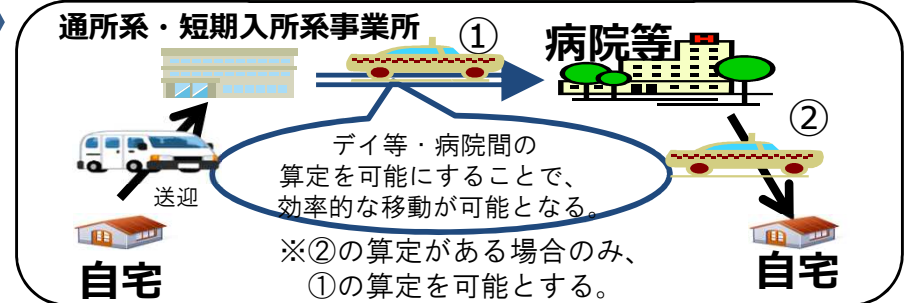 通所系・短期入所系事業所
①
病院等
②
デイ等・病院間の
算定を可能にすることで、
効率的な移動が可能となる。
送迎
自宅
※②の算定がある場合のみ、
①の算定を可能とする。
自宅